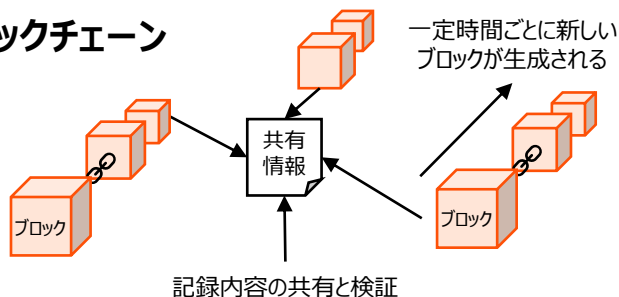 ックチェーン
一定時間ごとに新しい
ブロックが生成される
共有
情報
ブロック
ブロック
記録内容の共有と検証